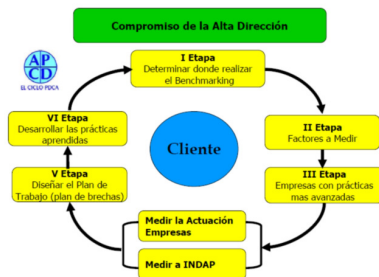 Compromiso de la Alta Dirección
I Etapa
Determinar donde realizar
el Benchmarking
A P
C D
EL CICLO PDCA
VI Etapa
Desarrollar las prácticas
aprendidas
II Etapa
Factores a Medir
Cliente
V Etapa
Diseñar el Plan de
Trabajo (plan de brechas)
III Etapa
Empresas con prácticas
mas avanzadas
Medir la Actuación
Empresas
Medir a INDAP